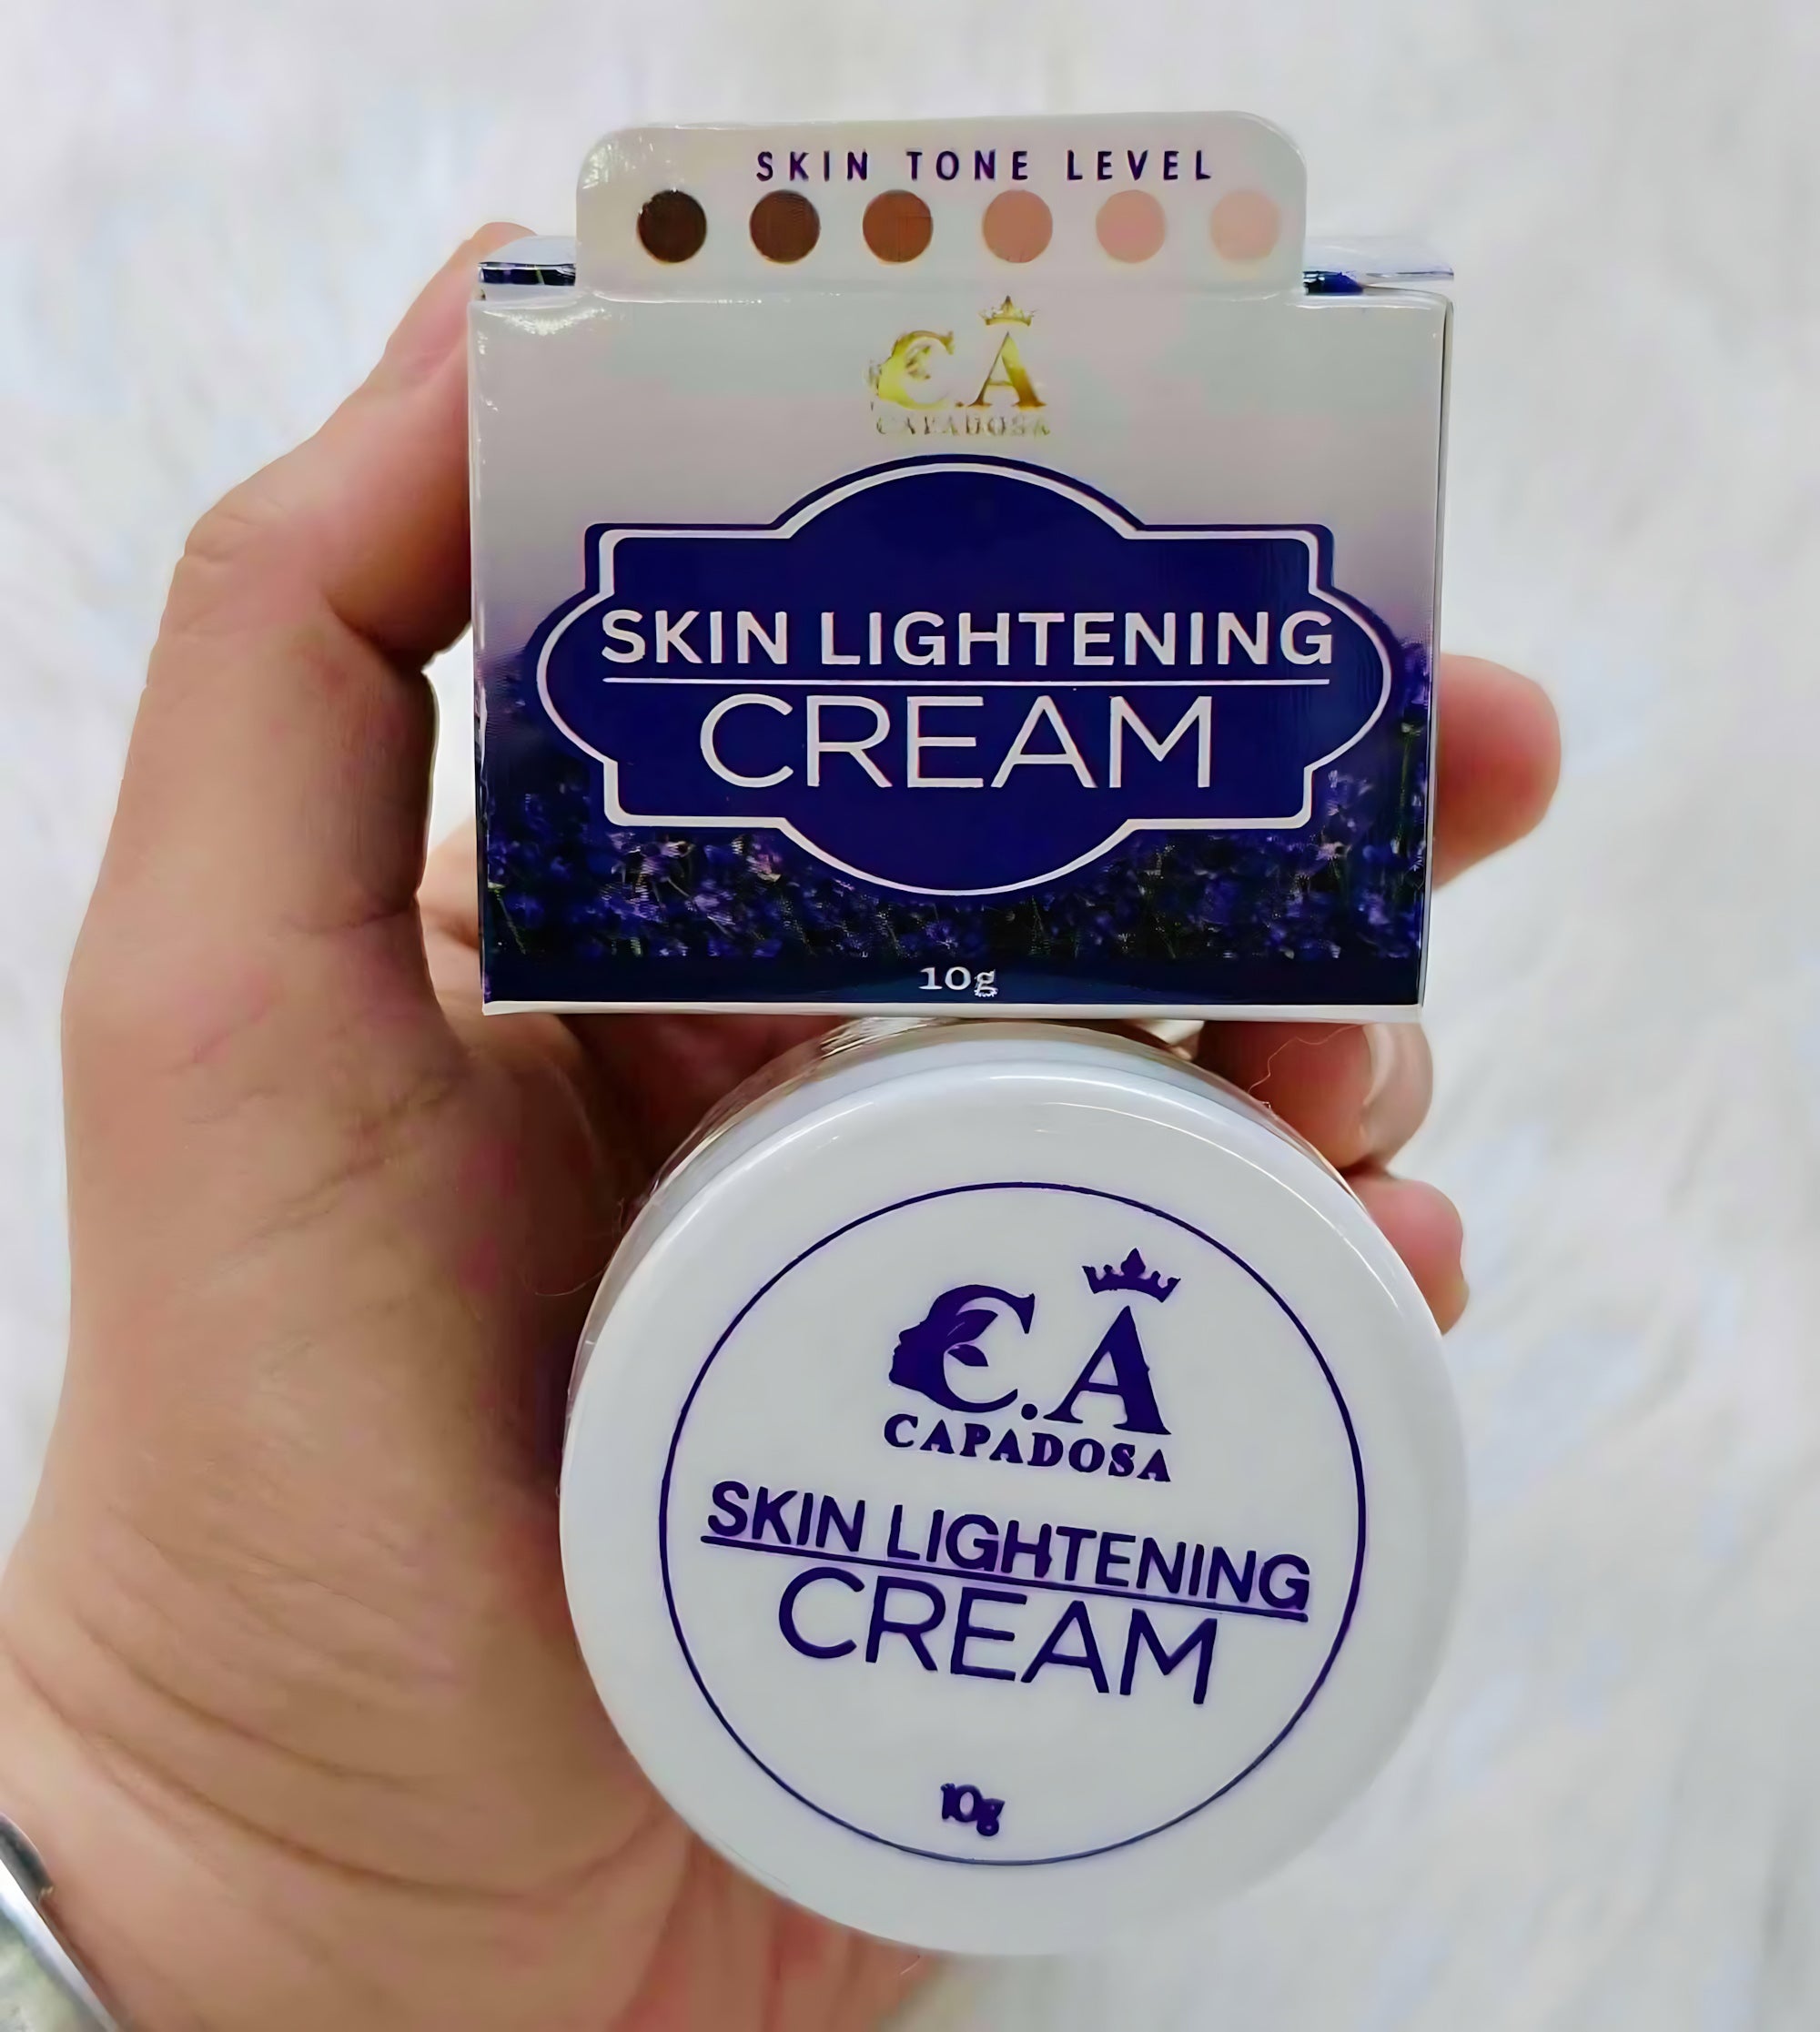 SKIN TONE LEVEL
C.A
CAPADOSA
SKIN LIGHTENING
CREAM
10g
C.A
CAPADOSA
SKIN LIGHTENING
CREAM
10g